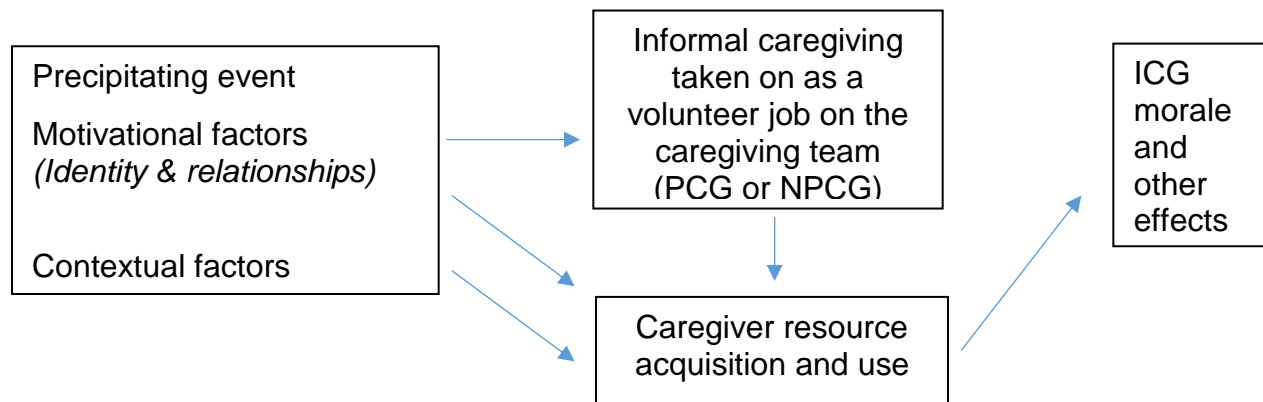 Precipitating event
Motivational factors
(Identity & relationships)
Contextual factors
Informal caregiving
taken on as a
volunteer job on the
caregiving team
(PCG or NPCG)
Caregiver resource
acquisition and use
ICG
morale
and
other
effects